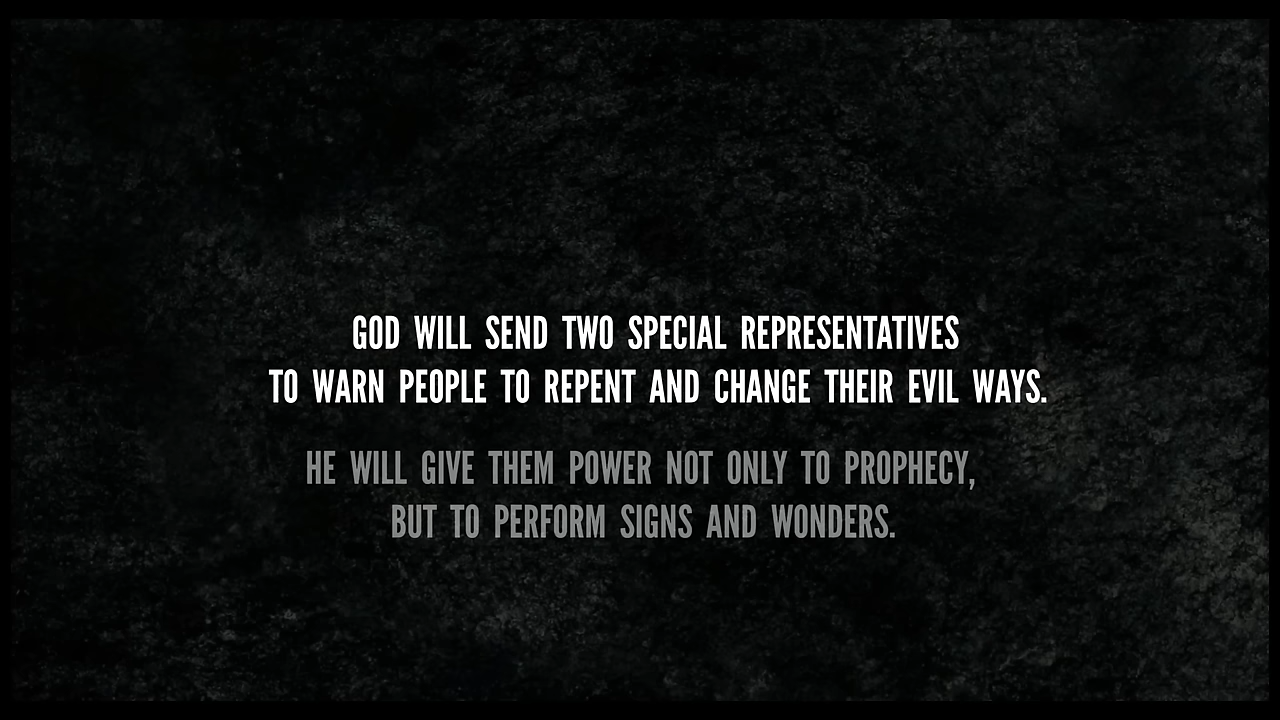 GOD WILL SEND TWO SPECIAL REPRESENTATIVES
TO WARN PEOPLE TO REPENT AND CHANGE THEIR EVIL WAYS.
HE WILL GIVE THEM POWER NOT ONLY TO PROPHECY,
BUT TO PERFORM SIGNS AND WONDERS.